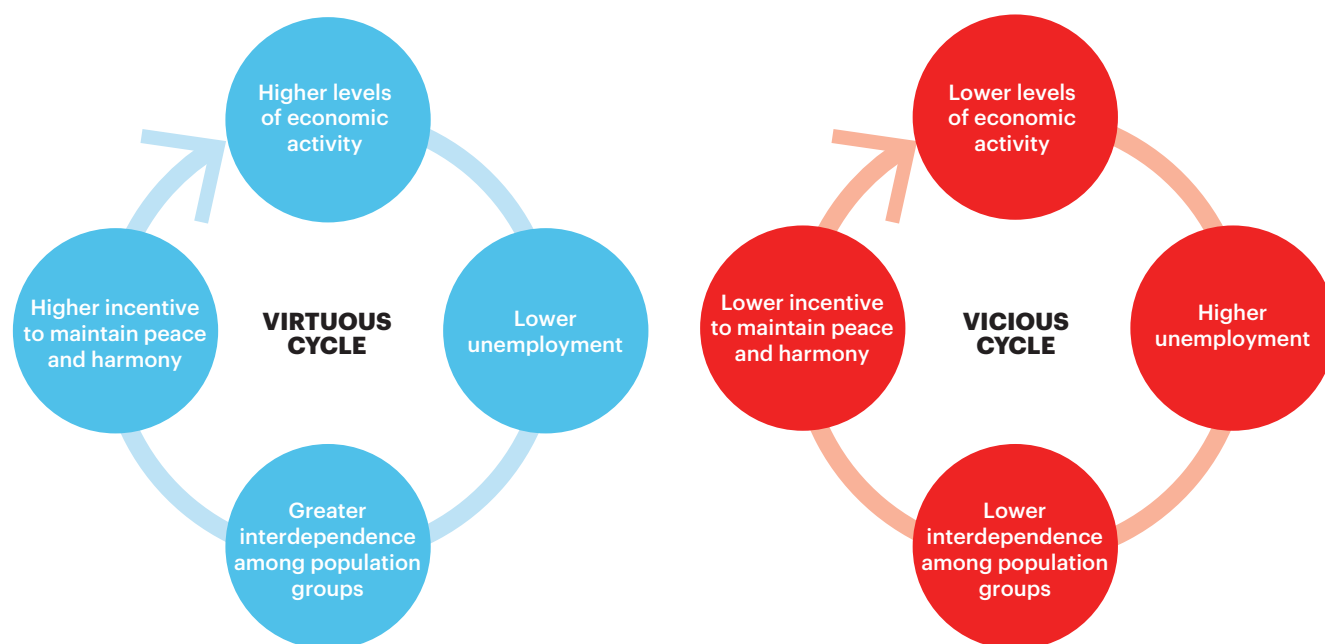 Higher levels
of economic
activity
Lower
unemployment
Greater
interdependence
among population
groups
Higher incentive
to maintain peace
and harmony
VIRTUOUS
CYCLE
Lower levels
of economic
activity
Higher
unemployment
Lower
interdependence
among population
groups
Lower incentive
to maintain peace
and harmony
VICIOUS
CYCLE